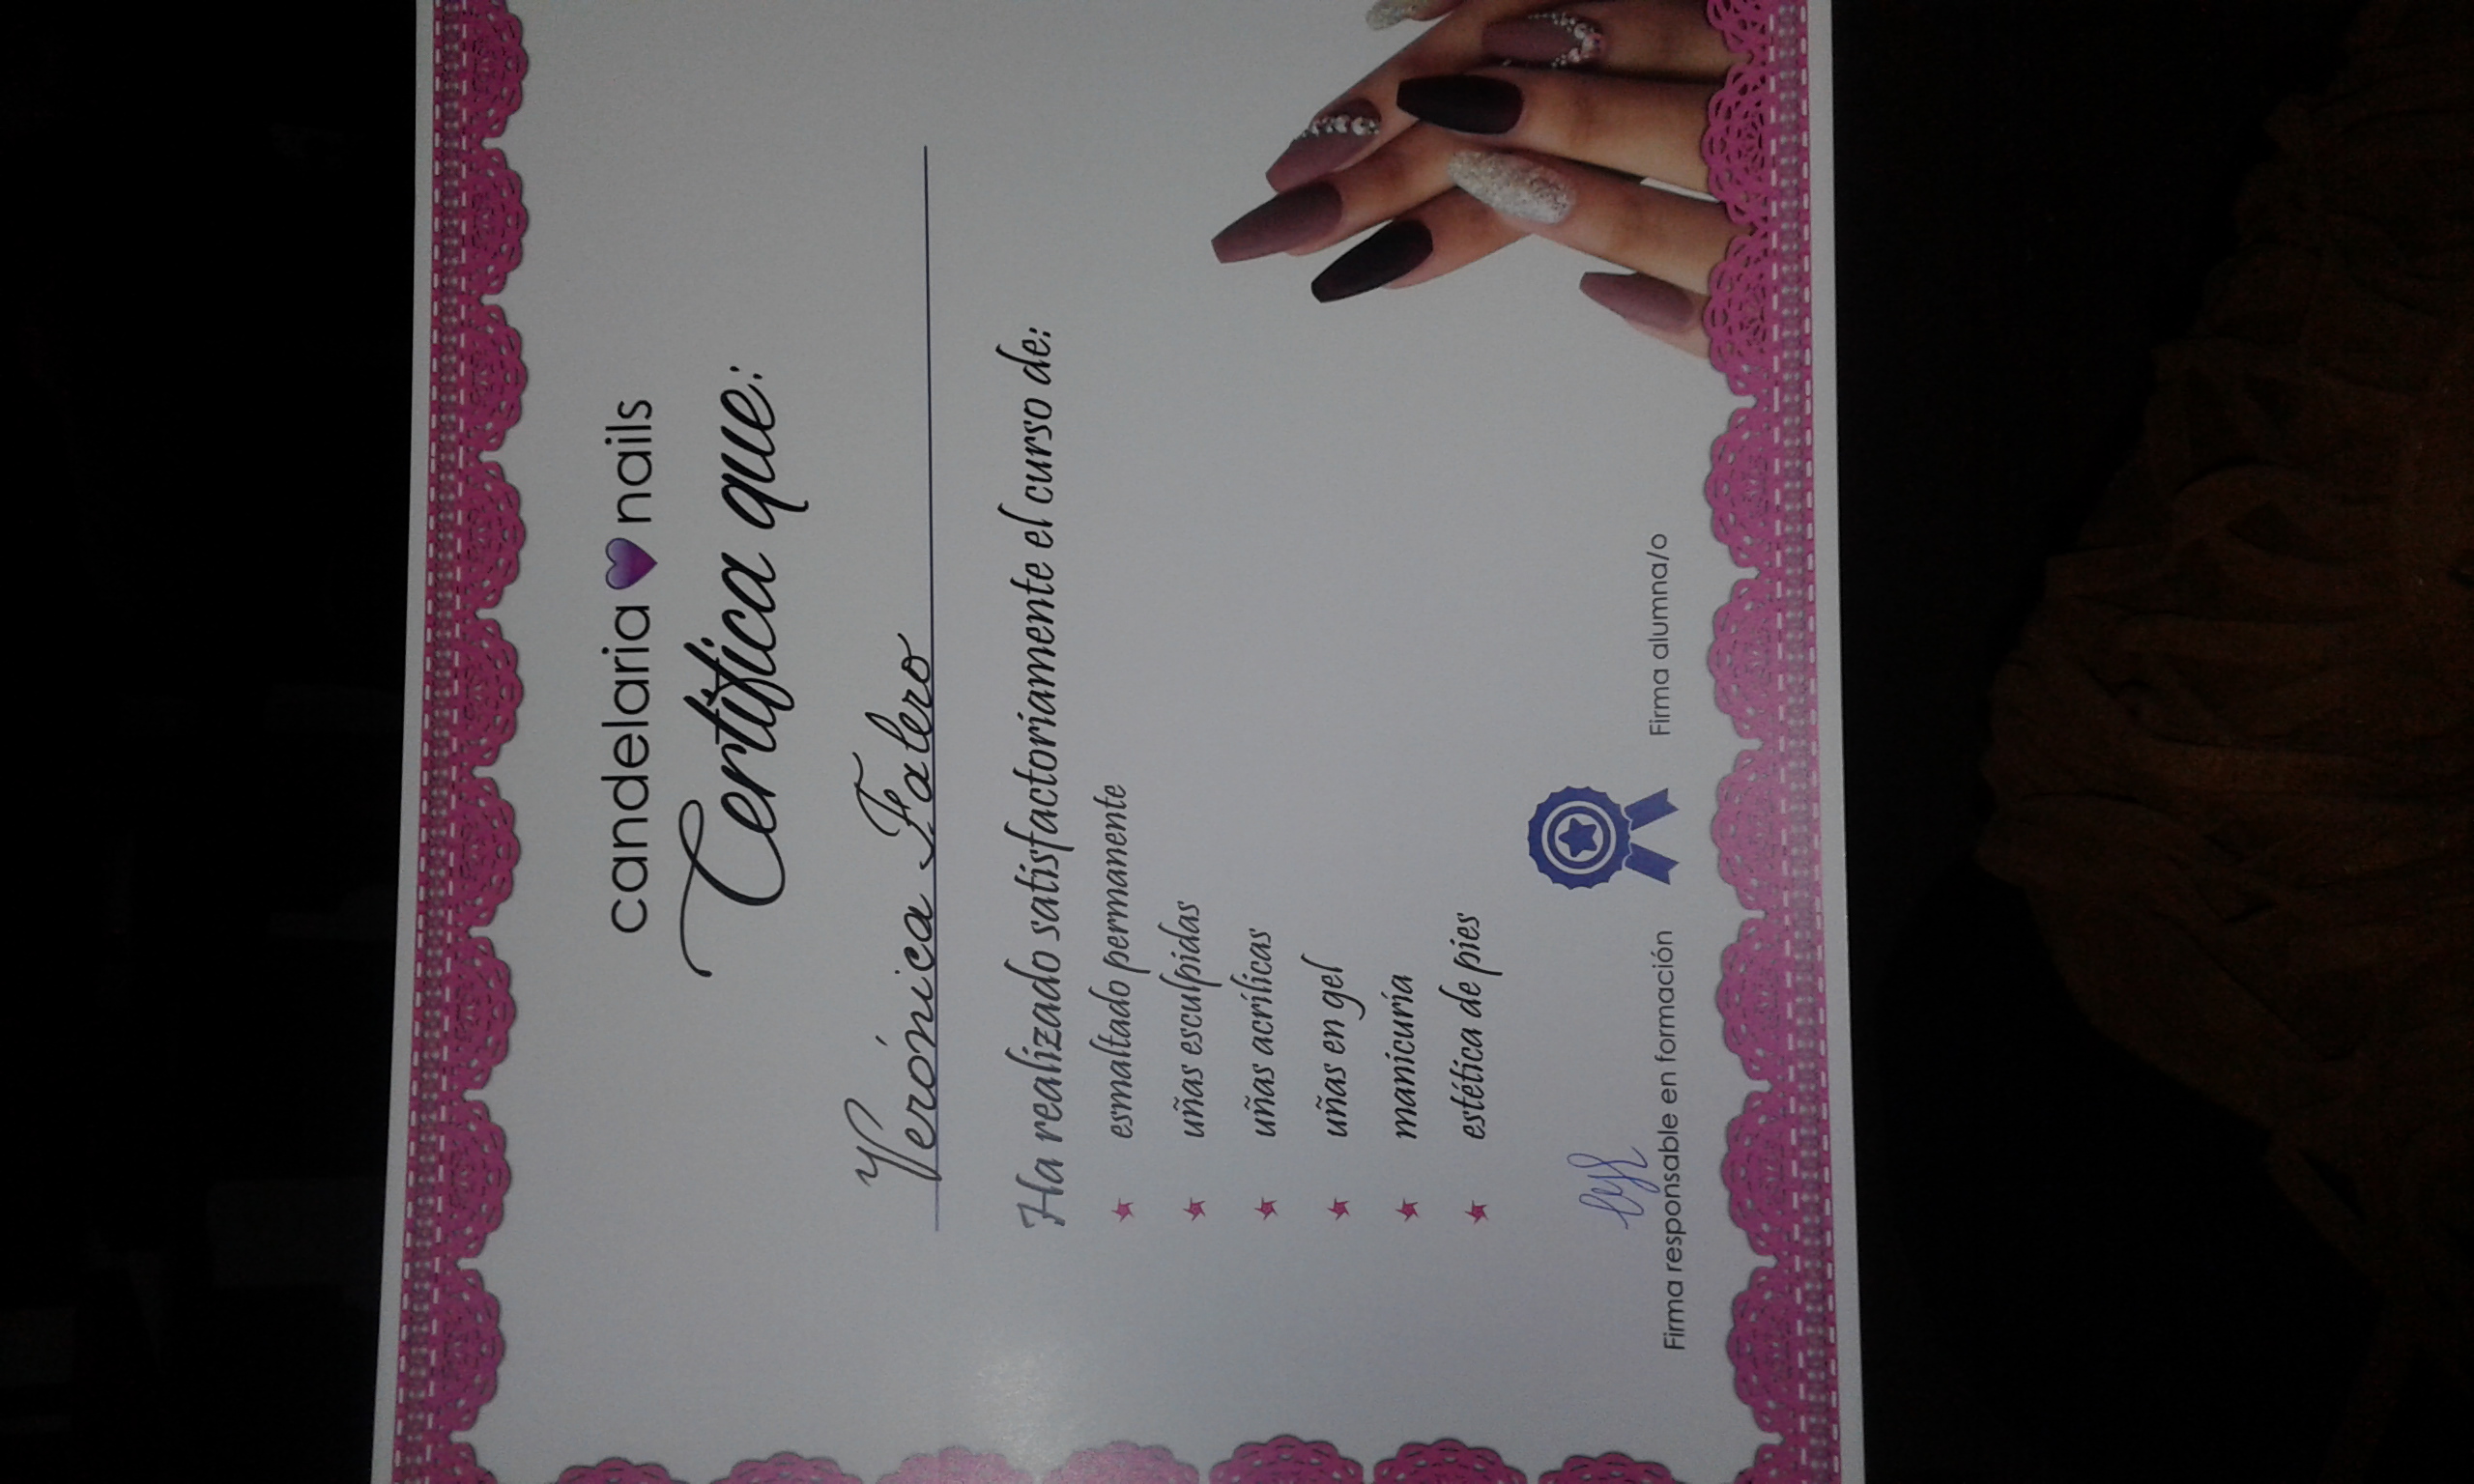 candelaria 💜 nails
Certifica que:
Verónica Falero
Ha realizado satisfactoriamente el curso de:
esmaltado permanente
uñas esculpidas
uñas acrílicas
uñas en gel
manicuría
estética de pies
Firma responsable en formación
Firma alumna/o